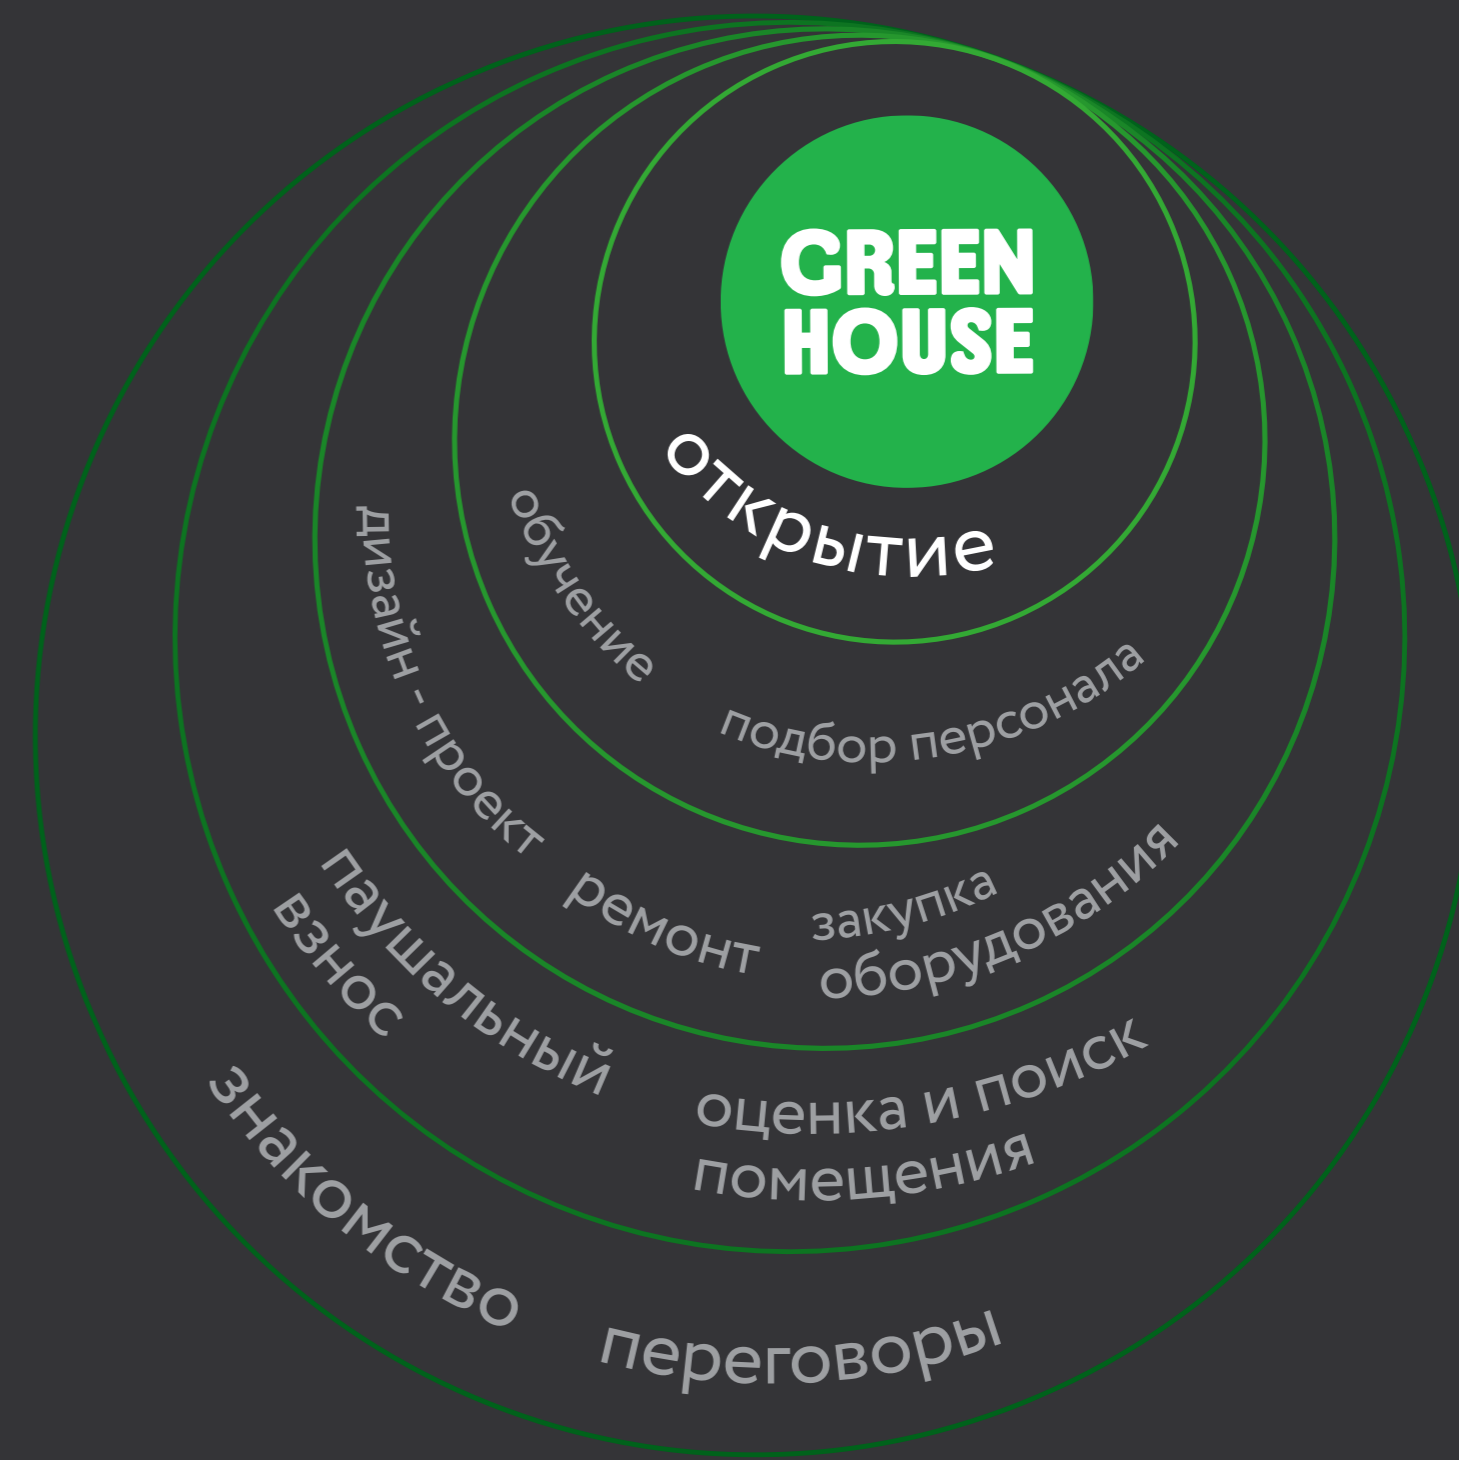 GREEN
HOUSE
открытие
обучение
подбор персонала
дизайн - проект
ремонт
закупка
оборудования
паушальный
взнос
оценка и поиск
помещения
знакомство
переговоры